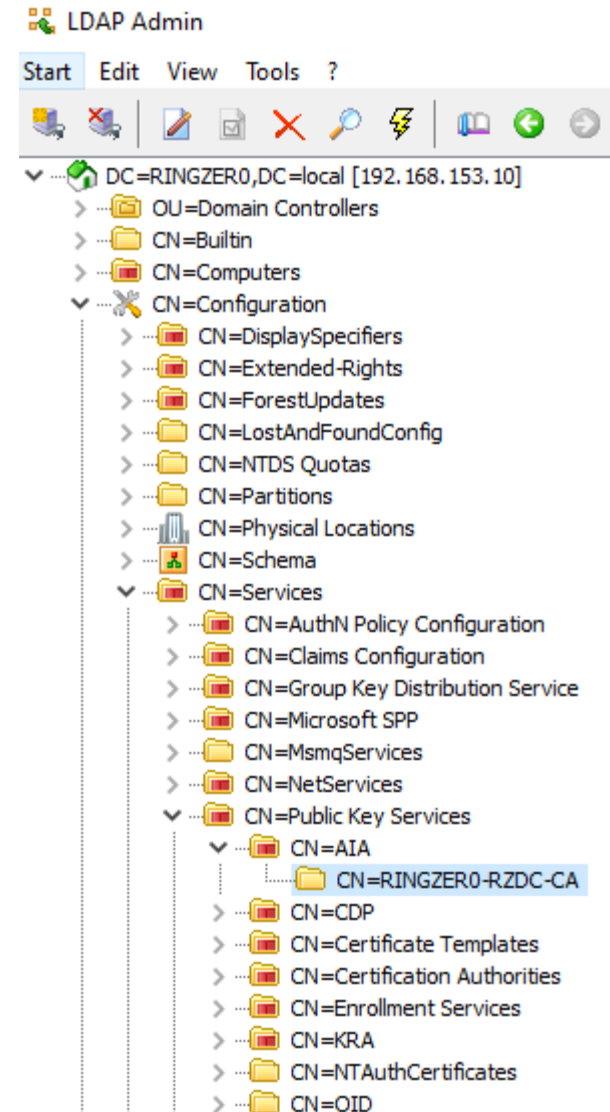 LDAP Admin
Start Edit View Tools ?
DC=RINGZER0,DC=local [192.168.153.10]
OU=Domain Controllers
CN=Builtin
CN=Computers
CN=Configuration
CN=DisplaySpecifiers
CN=Extended-Rights
CN=ForestUpdates
CN=LostAndFoundConfig
CN=NTDS Quotas
CN=Partitions
CN=Physical Locations
CN=Schema
CN=Services
CN=AuthN Policy Configuration
CN=Claims Configuration
CN=Group Key Distribution Service
CN=Microsoft SPP
CN=MsmqServices
CN=NetServices
CN=Public Key Services
CN=AIA
CN=RINGZER0-RZDC-CA
CN=CDP
CN=Certificate Templates
CN=Certification Authorities
CN=Enrollment Services
CN=KRA
CN=NTAuthCertificates
CN=OID